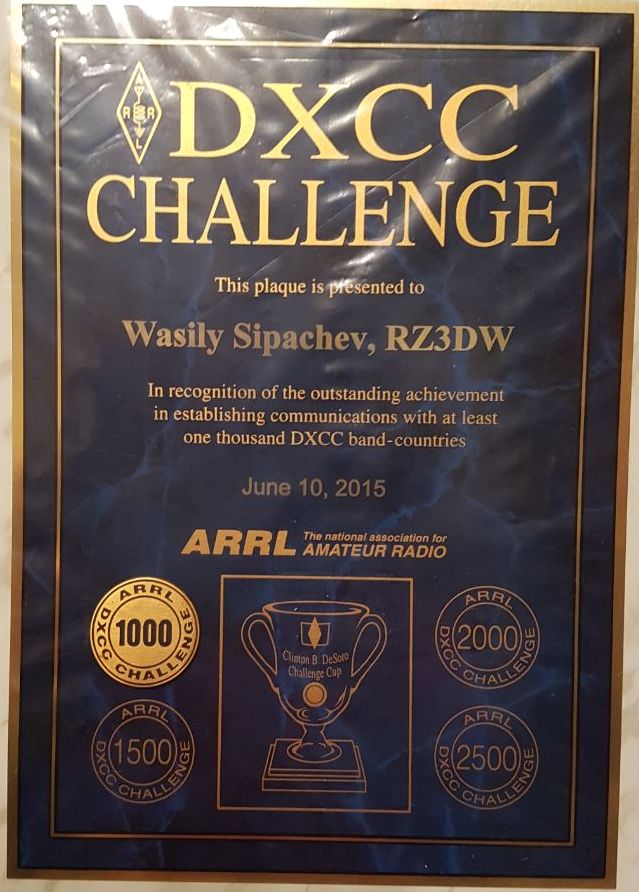 A
R R
L
DXCC
CHALLENGE
This plaque is presented to
Wasily Sipachev, RZ3DW
In recognition of the outstanding achievement
in establishing communications with at least
one thousand DXCC band-countries
June 10, 2015
ARRL The national association for
AMATEUR RADIO
ARRL
1000
DXCC CHALLENGE
ARRL
2000
DXCC CHALLENGE
Clinton B. DeSoto
Challenge Cup
ARRL
1500
DXCC CHALLENGE
ARRL
2500
DXCC CHALLENGE